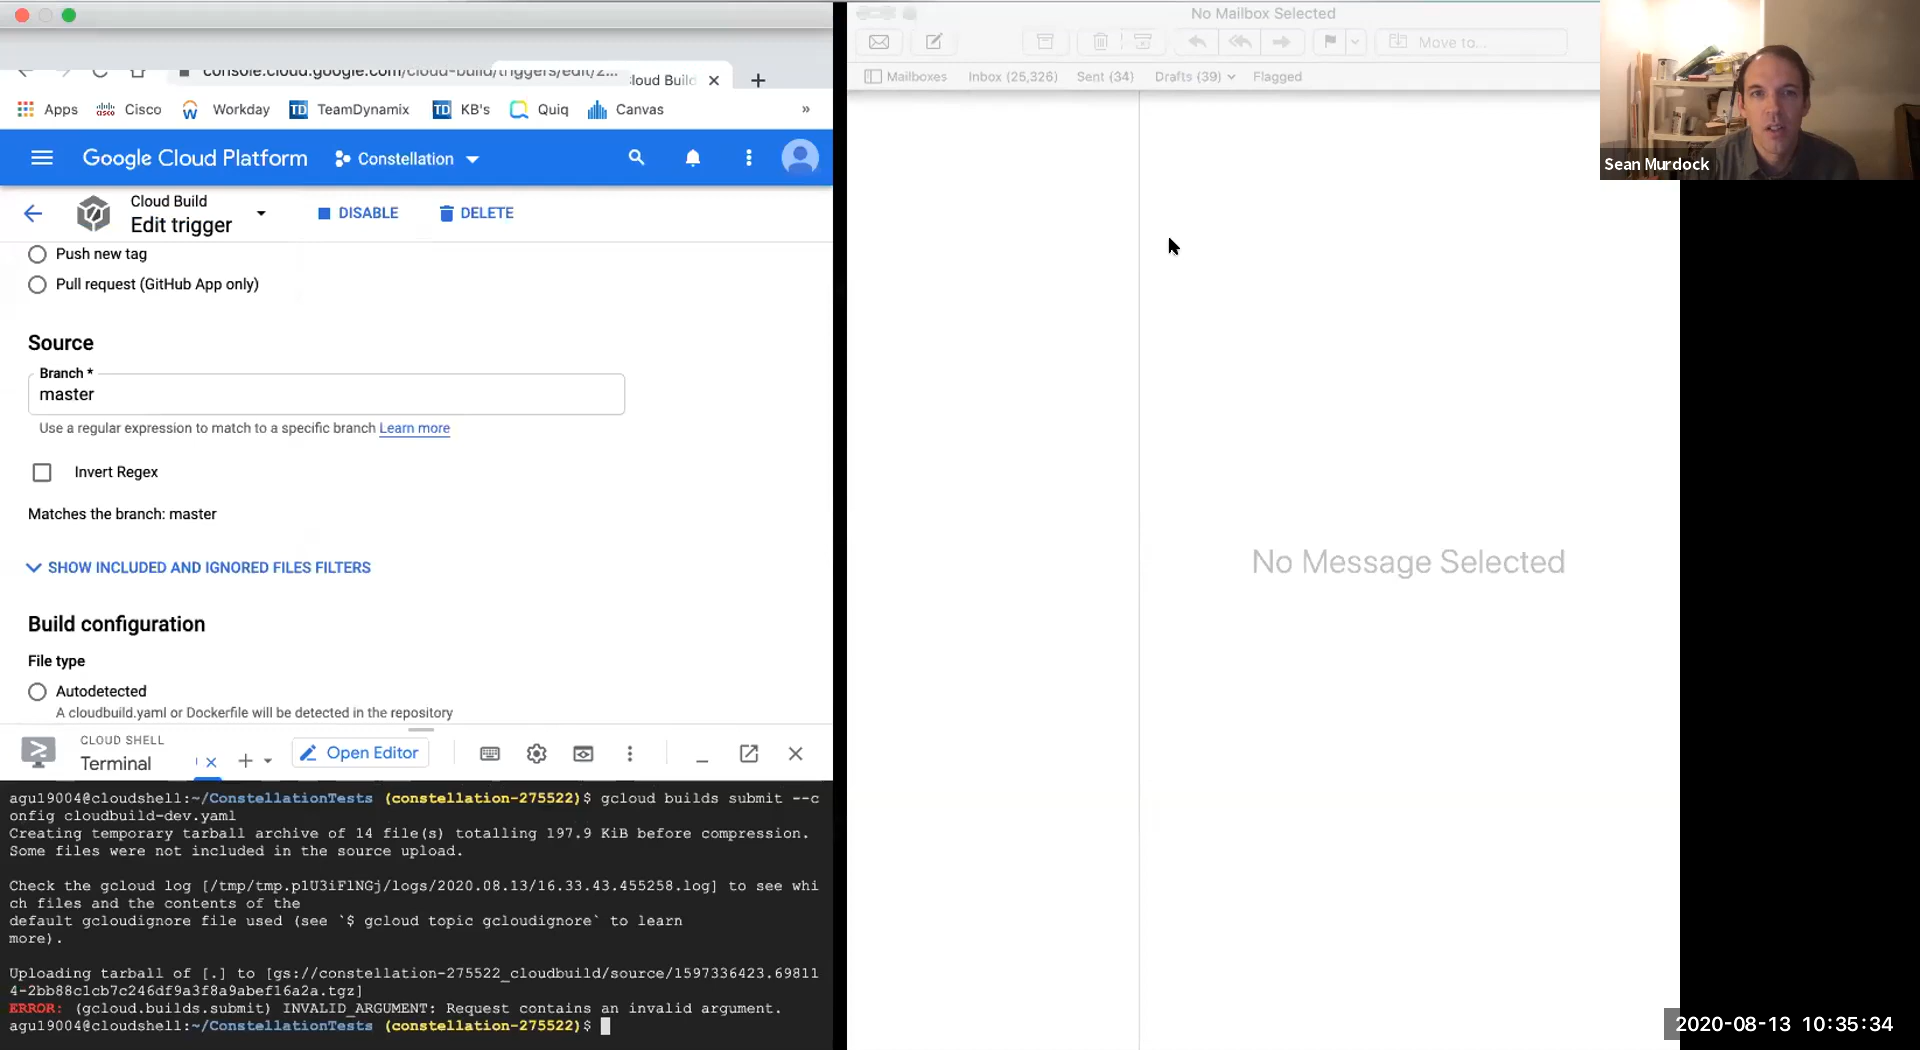 console.cloud.google.com/cloud-build/triggers/edit/2...
Cloud Build
Apps
Cisco
Workday
TD TeamDynamix
TD KB's
Quiq
Canvas
»
Google Cloud Platform
Constellation
Cloud Build
Edit trigger
DISABLE
DELETE
Push new tag
Pull request (GitHub App only)
Source
Branch *
master
Use a regular expression to match to a specific branch Learn more
Invert Regex
Matches the branch: master
SHOW INCLUDED AND IGNORED FILES FILTERS
Build configuration
File type
Autodetected
A cloudbuild.yaml or Dockerfile will be detected in the repository
CLOUD SHELL
Terminal
Open Editor
agu19004@cloudshell:~/ConstellationTests (constellation-275522)$ gcloud builds submit --c
onfig cloudbuild-dev.yaml
Creating temporary tarball archive of 14 file(s) totalling 197.9 KiB before compression.
Some files were not included in the source upload.
Check the gcloud log [/tmp/tmp.p1U3iFlNGj/logs/2020.08.13/16.33.43.455258.log] to see whi
ch files and the contents of the
default gcloudignore file used (see `$ gcloud topic gcloudignore` to learn
more).
Uploading tarball of [.] to [gs://constellation-275522_cloudbuild/source/1597336423.69811
4-2bb88c1cb7c246df9a3f8a9abef16a2a.tgz]
ERROR: (gcloud.builds.submit) INVALID_ARGUMENT: Request contains an invalid argument.
agu19004@cloudshell:~/ConstellationTests (constellation-275522)$
No Mailbox Selected
Move to...
Mailboxes
Inbox (25,326)
Sent (34)
Drafts (39)
Flagged
No Message Selected
Sean Murdock
2020-08-13 10:35:34